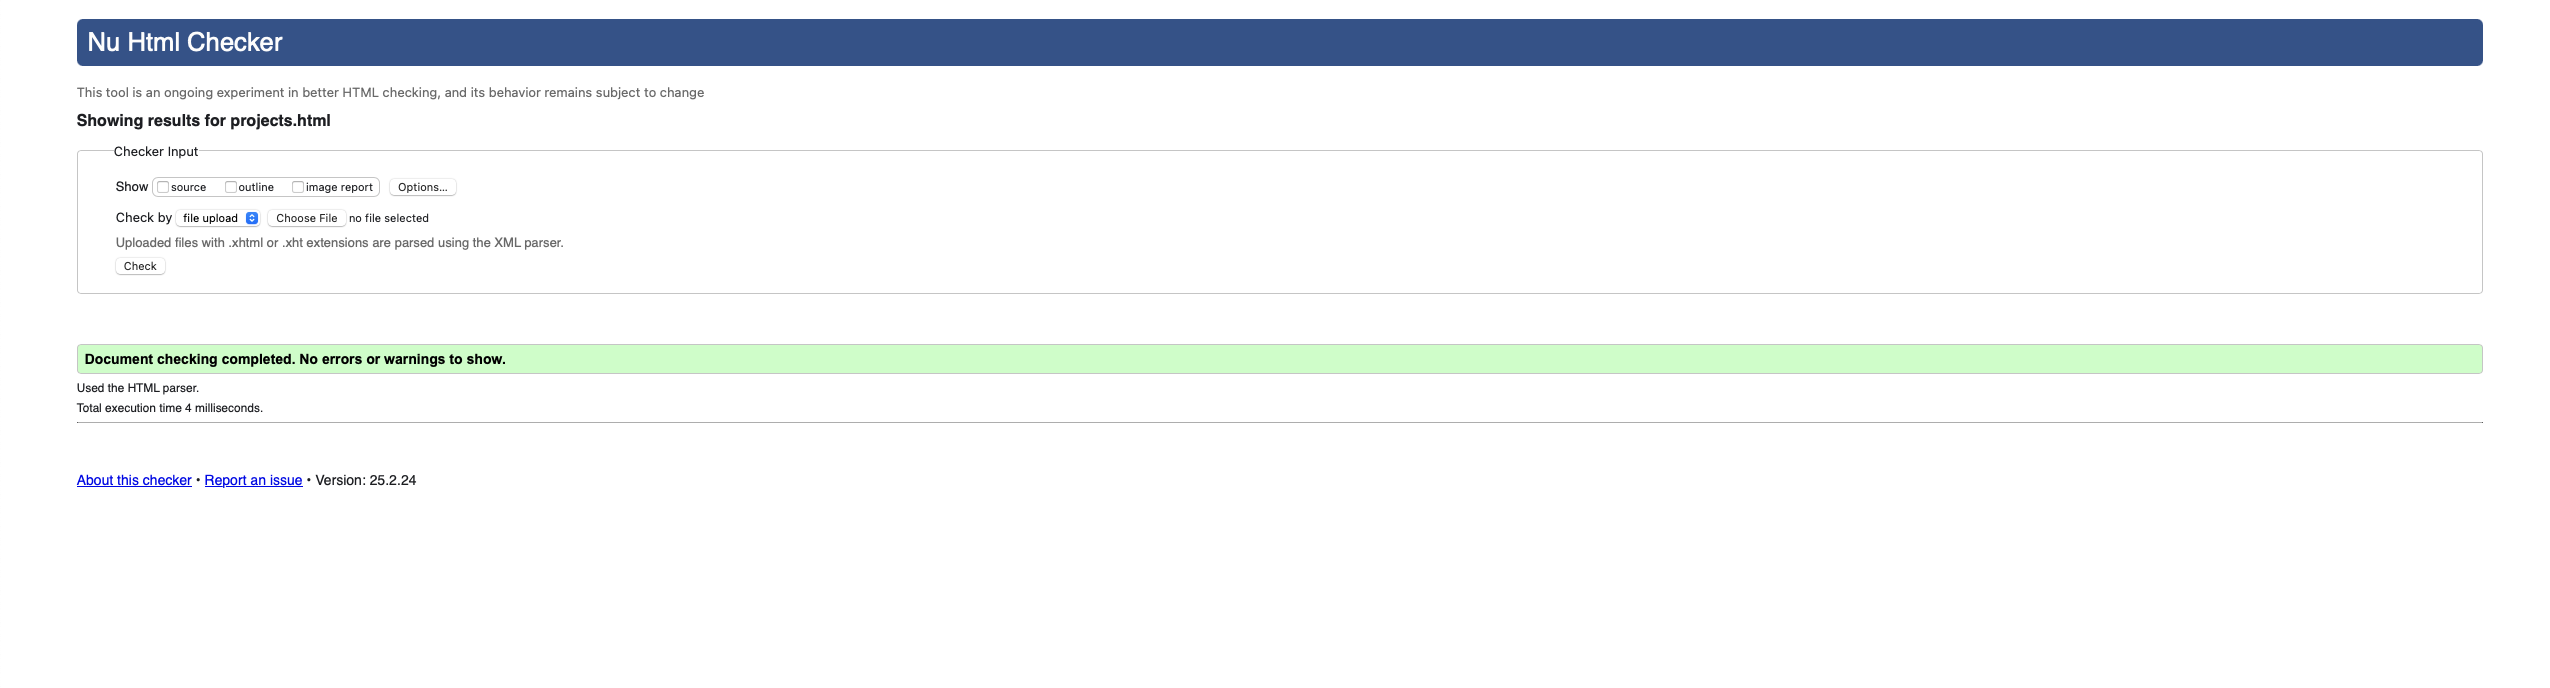 Nu Html Checker
This tool is an ongoing experiment in better HTML checking, and its behavior remains subject to change
Showing results for projects.html
Checker Input
Show source outline image report Options...
Check by file upload Choose File no file selected
Uploaded files with .xhtml or .xht extensions are parsed using the XML parser.
Check
Document checking completed. No errors or warnings to show.
Used the HTML parser.
Total execution time 4 milliseconds.
About this checker • Report an issue • Version: 25.2.24